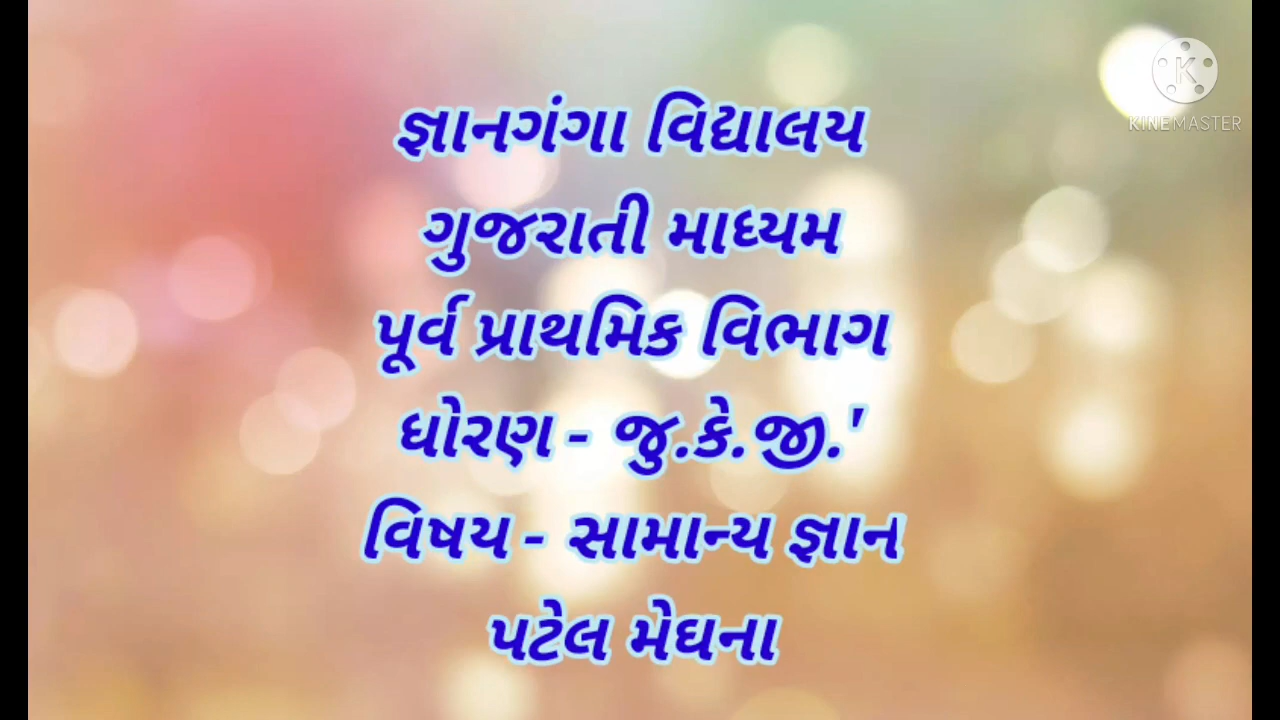 KINEMASTER
જ્ઞાનગંગા વિદ્યાલય
ગુજરાતી માધ્યમ
પૂર્વ પ્રાથમિક વિભાગ
ધોરણ - જુ.કે.જી.'
વિષય - સામાન્ય જ્ઞાન
પટેલ મેઘના